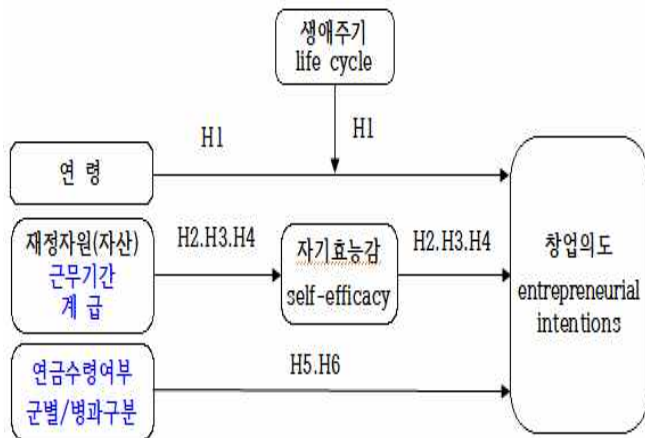 생애주기
life cycle
H1
H1
연 령
재정자원(자산)
근무기간
계 급
H2.H3.H4
자기효능감
self-efficacy
H2.H3.H4
창업의도
entrepreneurial
intentions
연금수령여부
군별/병과구분
H5.H6